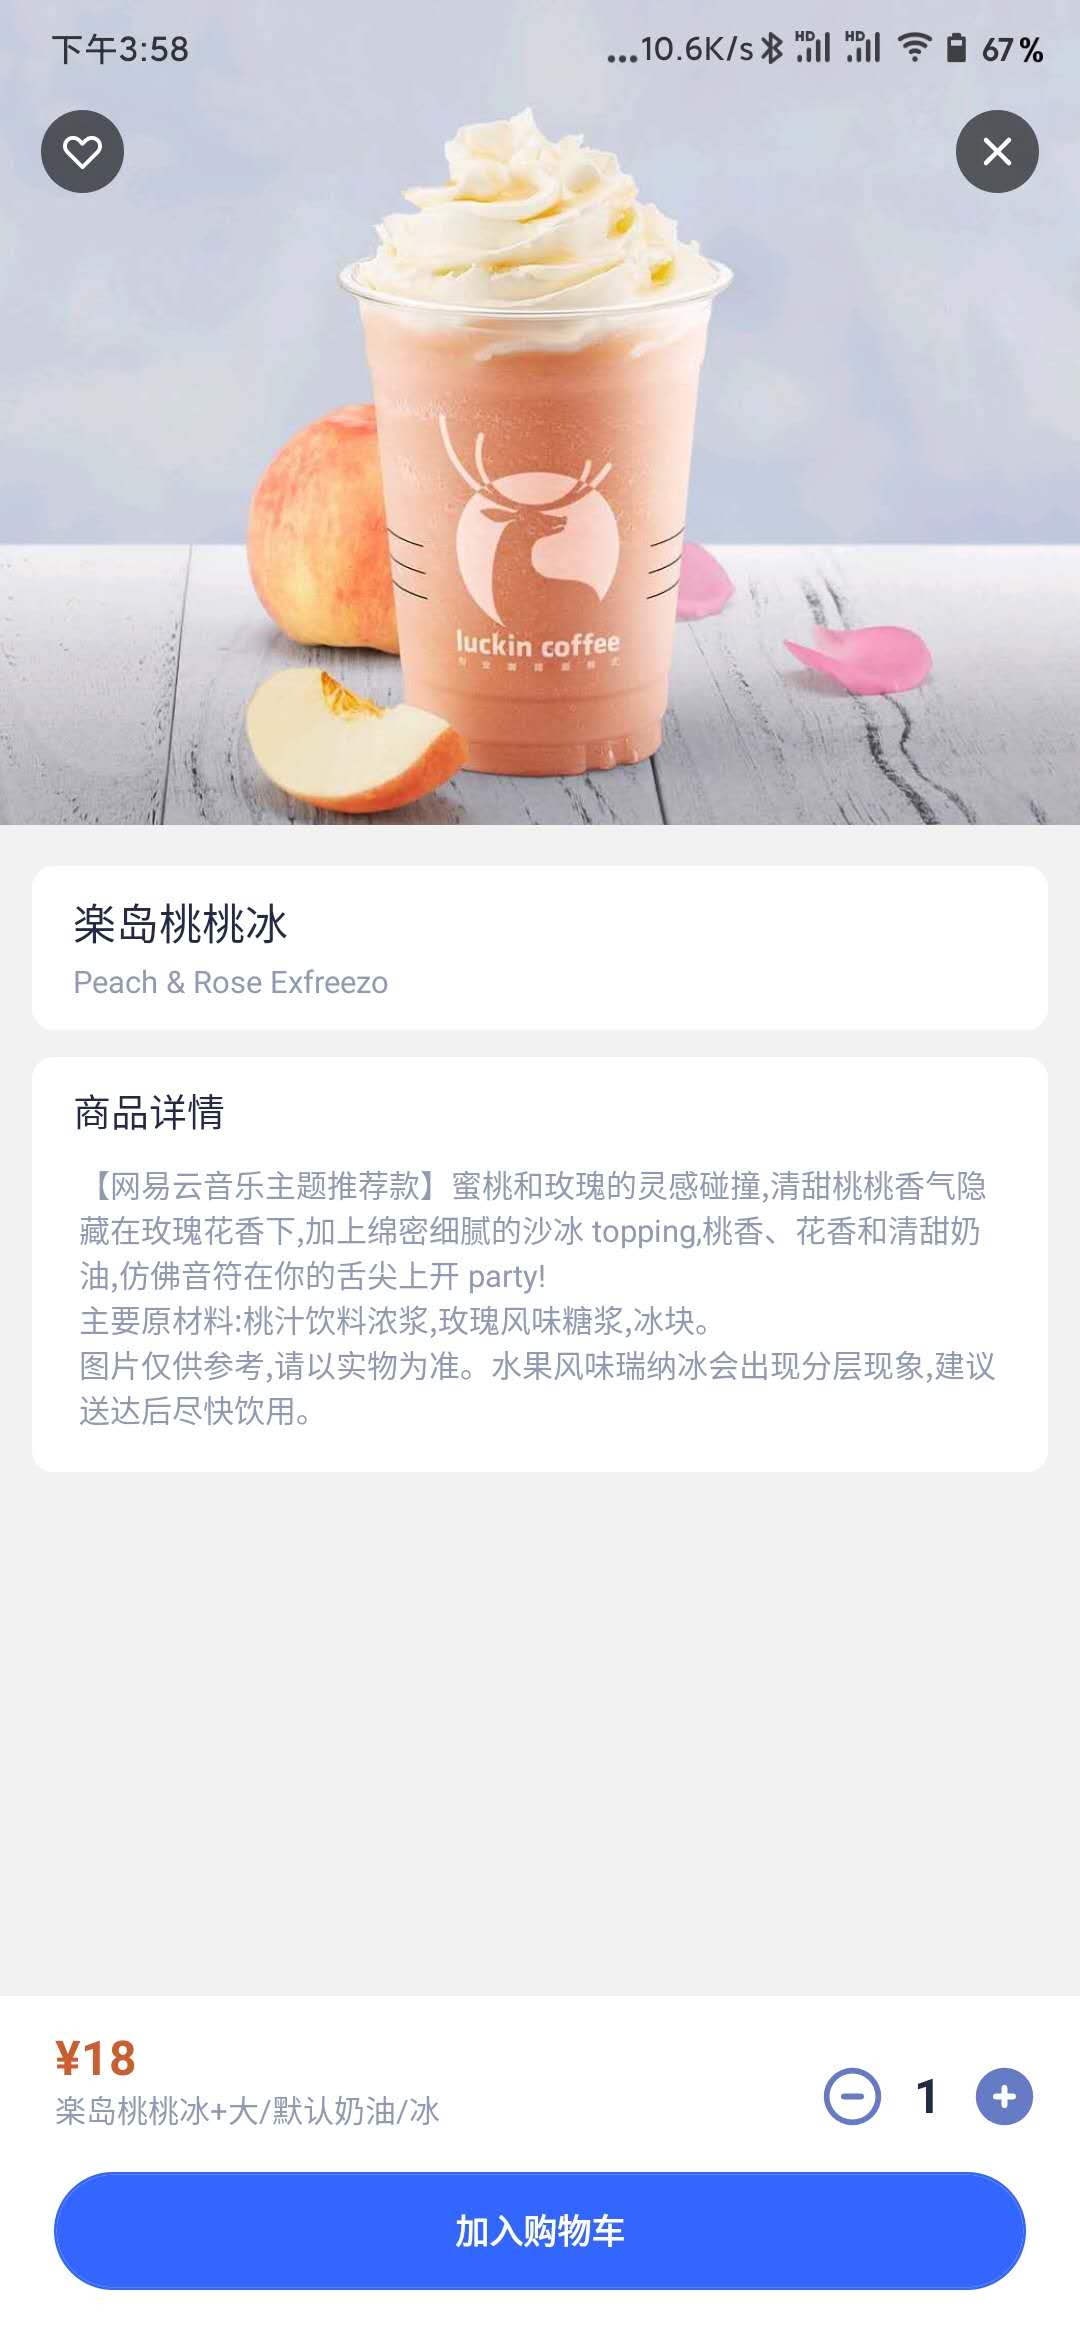 下午3:58
...10.6K/s HD HD 67%
luckin coffee
楽岛桃桃冰
Peach & Rose Exfreezo
商品详情
【网易云音乐主题推荐款】蜜桃和玫瑰的灵感碰撞,清甜桃桃香气隐
藏在玫瑰花香下,加上绵密细腻的沙冰 topping,桃香、花香和清甜奶
油,仿佛音符在你的舌尖上开 party!
主要原材料:桃汁饮料浓浆,玫瑰风味糖浆,冰块。
图片仅供参考,请以实物为准。水果风味瑞纳冰会出现分层现象,建议
送达后尽快饮用。
¥18
楽岛桃桃冰+大/默认奶油/冰
1
加入购物车